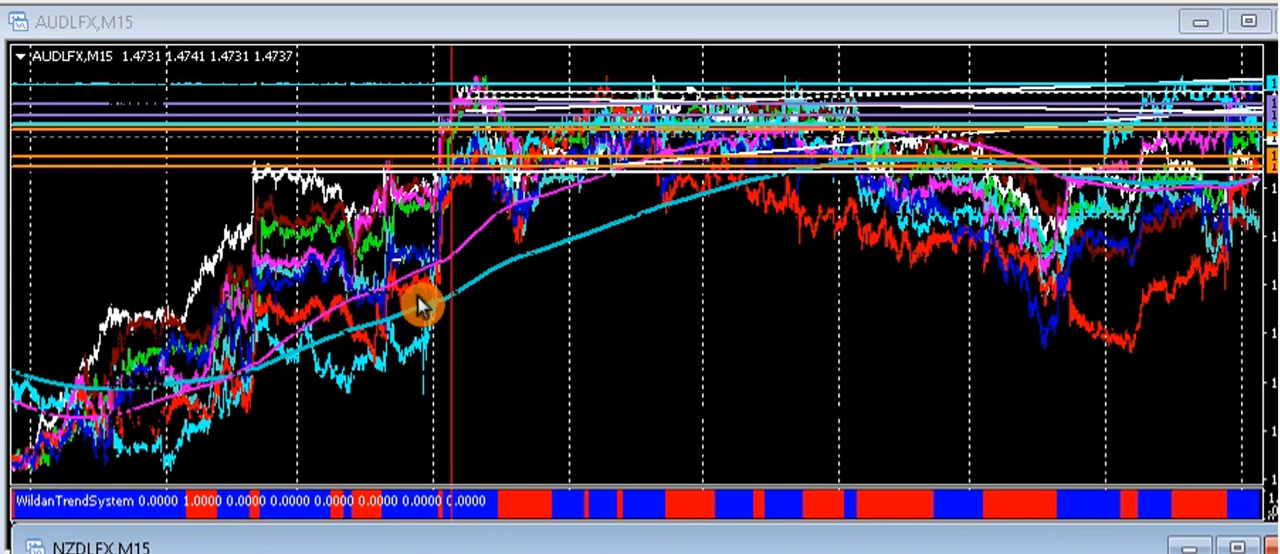 AUDLFX,M15
AUDLFX,M15 1.4731 1.4741 1.4731 1.4737
WildanTrendSystem 0.0000 1.0000 0.0000 0.0000 0.0000 0.0000 0.0000 0.0000
NZDLFX,M15